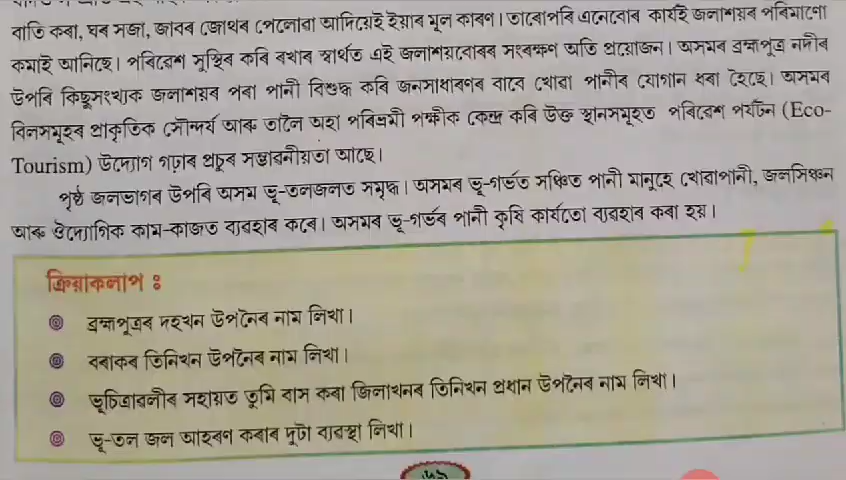 বাতি কৰা, ঘৰ সজা, জাবৰ জোথৰ পেলোৱা আদিয়েই ইয়াৰ মূল কাৰণ। তাৰোপৰি এনেবোৰ কাৰ্যই জলাশয়ৰ পৰিমাণো
কমাই আনিছে। পৰিৱেশ সুস্থিৰ কৰি ৰখাৰ স্বাৰ্থত এই জলাশয়বোৰৰ সংৰক্ষণ অতি প্ৰয়োজন। অসমৰ ব্ৰহ্মপুত্ৰ নদীৰ
উপৰি কিছুসংখ্যক জলাশয়ৰ পৰা পানী বিশুদ্ধ কৰি জনসাধাৰণৰ বাবে খোৱা পানীৰ যোগান ধৰা হৈছে। অসমৰ
বিলসমূহৰ প্ৰাকৃতিক সৌন্দৰ্য আৰু তালৈ অহা পৰিভ্ৰমী পক্ষীক কেন্দ্ৰ কৰি উক্ত স্থানসমূহত পৰিৱেশ পৰ্যটন (Eco-
Tourism) উদ্যোগ গঢ়াৰ প্ৰচুৰ সম্ভাৱনীয়তা আছে।
পৃষ্ঠ জলভাগৰ উপৰি অসম ভূ-তলজলত সমৃদ্ধ। অসমৰ ভূ-গৰ্ভত সঞ্চিত পানী মানুহে খোৱাপানী, জলসিঞ্চন
আৰু ঔদ্যোগিক কাম-কাজত ব্যৱহাৰ কৰে। অসমৰ ভূ-গৰ্ভৰ পানী কৃষি কাৰ্যতো ব্যৱহাৰ কৰা হয়।
ক্ৰিয়াকলাপ ঃ
ব্ৰহ্মপুত্ৰৰ দহখন উপনৈৰ নাম লিখা।
বৰাকৰ তিনিখন উপনৈৰ নাম লিখা।
ভূচিত্ৰাৱলীৰ সহায়ত তুমি বাস কৰা জিলাখনৰ তিনিখন প্ৰধান উপনৈৰ নাম লিখা।
ভূ-তল জল আহৰণ কৰাৰ দুটা ব্যৱস্থা লিখা।